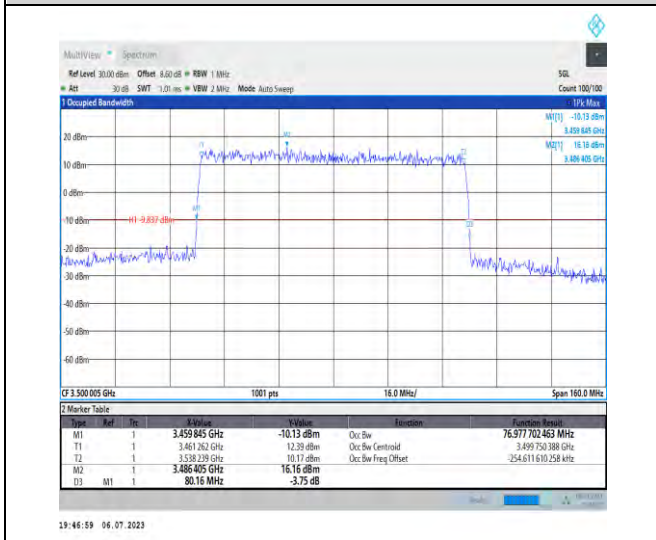 MultiView Spectrum
Ref Level 30.00 dBm Offset 8.60 dB RBW 1 MHz SGL
Att 30 dB SWT 1.01 ms VBW 2 MHz Mode Auto Sweep Count 100/100
1 Occupied Bandwidth 1Pk Max
M1[1] -10.13 dBm
3.459 845 GHz
M2[1] 16.16 dBm
3.486 405 GHz
20 dBm
M2
T1
T2
10 dBm
0 dBm
M1
-10 dBm H1 -9.837 dBm
D3
-20 dBm
-30 dBm
-40 dBm
-50 dBm
-60 dBm
CF 3.500 005 GHz 1001 pts 16.0 MHz/ Span 160.0 MHz
2 Marker Table
Type Ref Trc X-Value Y-Value Function Function Result
M1 1 3.459 845 GHz -10.13 dBm Occ Bw 76.977 702 463 MHz
T1 1 3.461 262 GHz 12.39 dBm Occ Bw Centroid 3.499 750 388 GHz
T2 1 3.538 239 GHz 10.17 dBm Occ Bw Freq Offset -254.611 610 258 kHz
M2 1 3.486 405 GHz 16.16 dBm
D3 M1 1 80.16 MHz -3.75 dB
19:46:59 06.07.2023